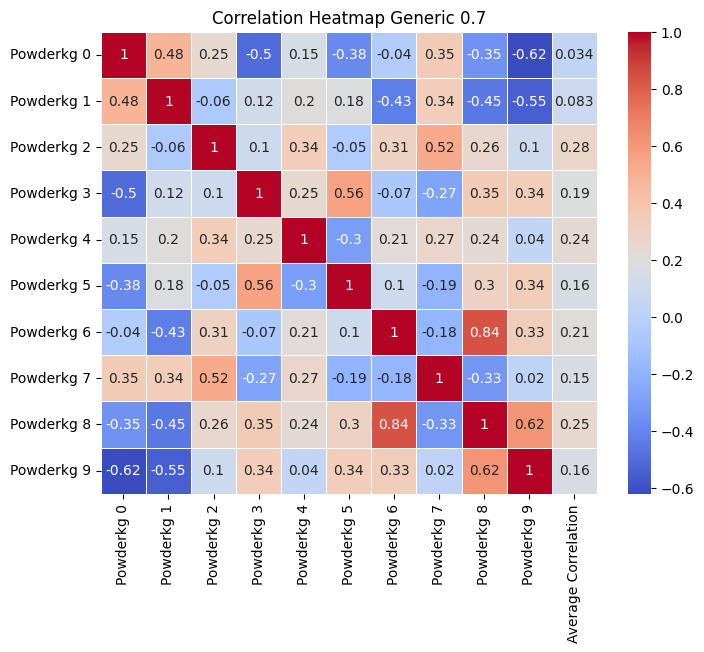 Correlation Heatmap Generic 0.7
Powderkg 0 1 0.48 0.25 -0.5 0.15 -0.38 -0.04 0.35 -0.35 -0.62 0.034
Powderkg 1 0.48 1 -0.06 0.12 0.2 0.18 -0.43 0.34 -0.45 -0.55 0.083
Powderkg 2 0.25 -0.06 1 0.1 0.34 -0.05 0.31 0.52 0.26 0.1 0.28
Powderkg 3 -0.5 0.12 0.1 1 0.25 0.56 -0.07 -0.27 0.35 0.34 0.19
Powderkg 4 0.15 0.2 0.34 0.25 1 -0.3 0.21 0.27 0.24 0.04 0.24
Powderkg 5 -0.38 0.18 -0.05 0.56 -0.3 1 0.1 -0.19 0.3 0.34 0.16
Powderkg 6 -0.04 -0.43 0.31 -0.07 0.21 0.1 1 -0.18 0.84 0.33 0.21
Powderkg 7 0.35 0.34 0.52 -0.27 0.27 -0.19 -0.18 1 -0.33 0.02 0.15
Powderkg 8 -0.35 -0.45 0.26 0.35 0.24 0.3 0.84 -0.33 1 0.62 0.25
Powderkg 9 -0.62 -0.55 0.1 0.34 0.04 0.34 0.33 0.02 0.62 1 0.16
Powderkg 0
Powderkg 1
Powderkg 2
Powderkg 3
Powderkg 4
Powderkg 5
Powderkg 6
Powderkg 7
Powderkg 8
Powderkg 9
Average Correlation
1.0
0.8
0.6
0.4
0.2
0.0
-0.2
-0.4
-0.6